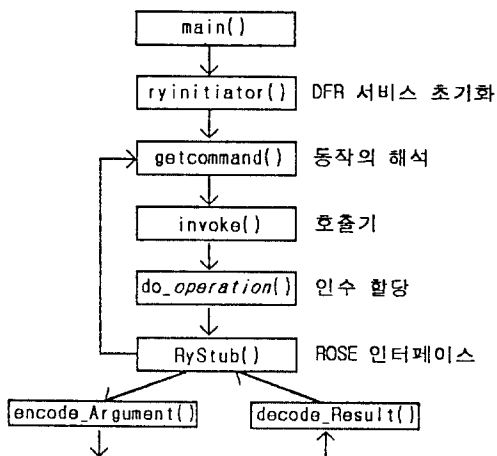 main()
ryinitiator() DFR 서비스 초기화
getcommand() 동작의 해석
invoke() 호출기
do_operation() 인수 할당
RyStub() ROSE 인터페이스
encode_Argument() decode_Result()